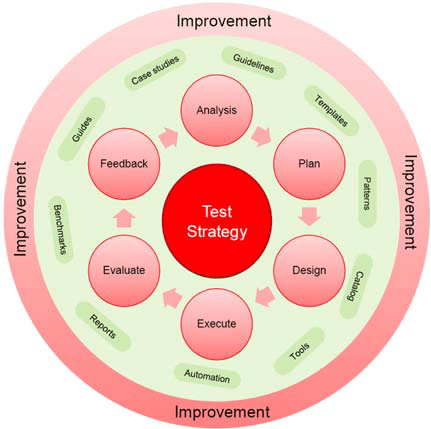 Improvement
Guidelines
Case studies
Templates
Guides
Analysis
Feedback
Plan
Improvement
Improvement
Patterns
Test
Strategy
Benchmarks
Evaluate
Design
Catalog
Reports
Execute
Tools
Automation
Improvement